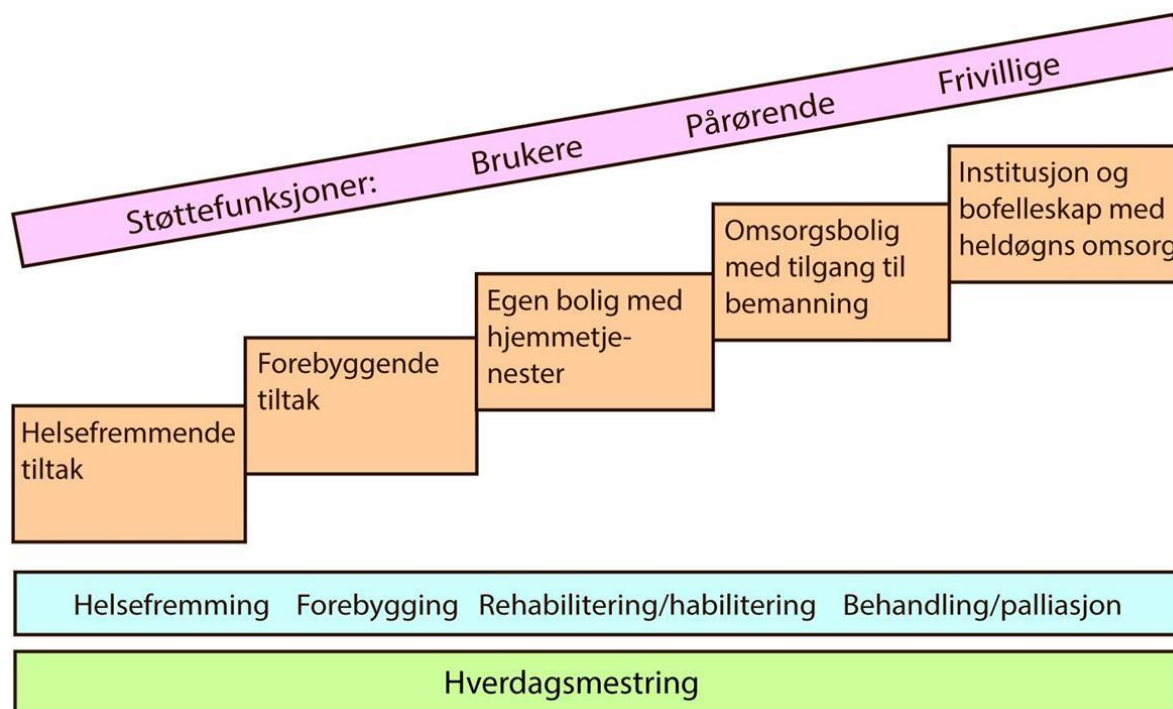 Støttefunksjoner: Brukere Pårørende Frivillige
Helsefremmende
tiltak
Forebyggende
tiltak
Egen bolig med
hjemmetje-
nester
Omsorgsbolig
med tilgang til
bemanning
Institusjon og
bofelleskap med
heldøgns omsorg
Helsefremming Forebygging Rehabilitering/habilitering Behandling/palliasjon
Hverdagsmestring